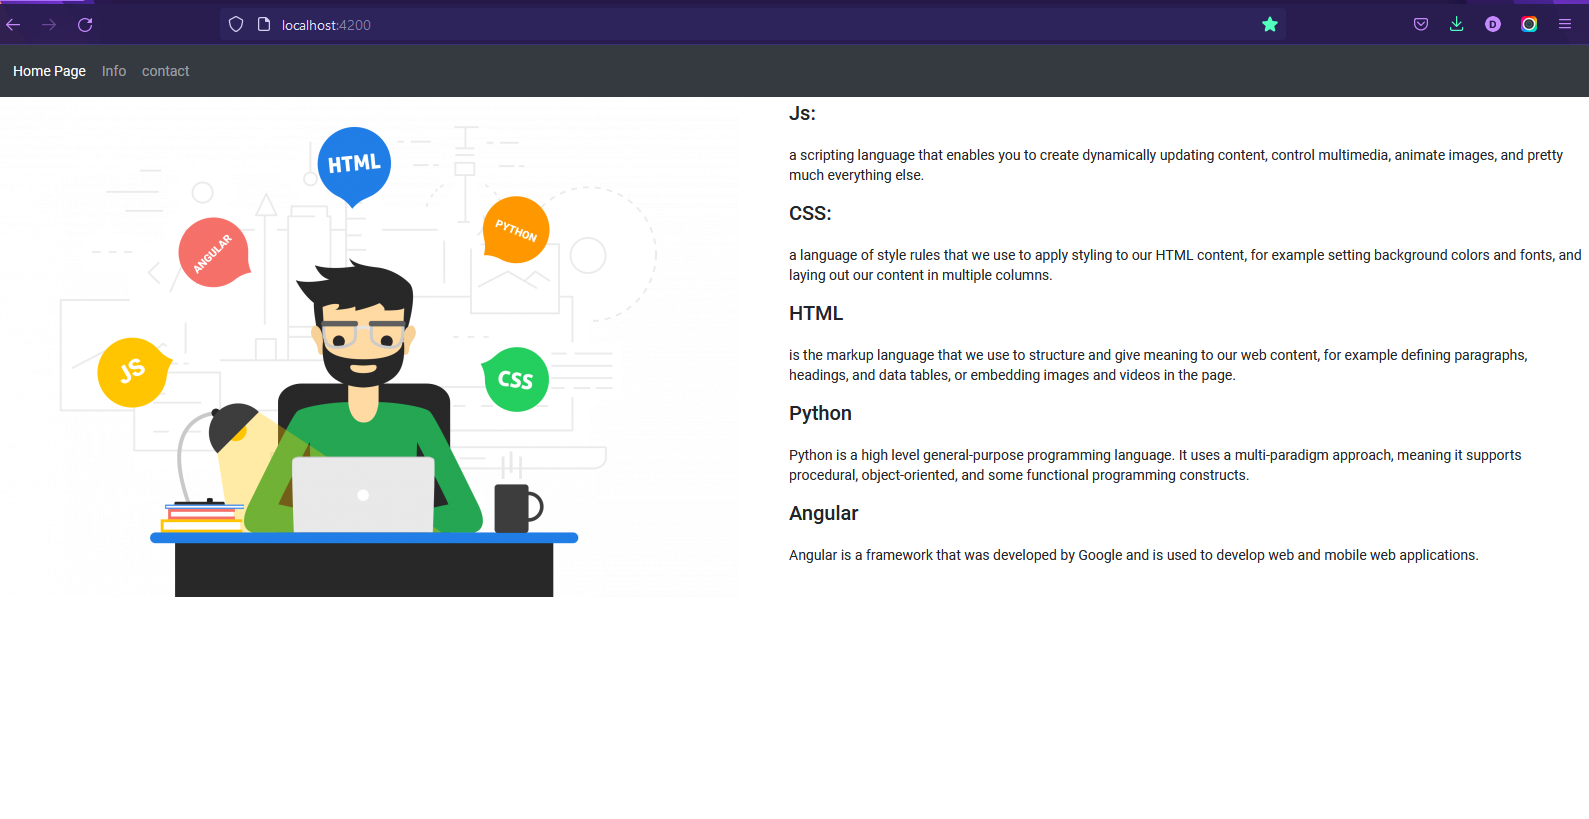 localhost:4200
D
Home Page Info contact
HTML
PYTHON
ANGULAR
JS
CSS
Js:
a scripting language that enables you to create dynamically updating content, control multimedia, animate images, and pretty
much everything else.
CSS:
a language of style rules that we use to apply styling to our HTML content, for example setting background colors and fonts, and
laying out our content in multiple columns.
HTML
is the markup language that we use to structure and give meaning to our web content, for example defining paragraphs,
headings, and data tables, or embedding images and videos in the page.
Python
Python is a high level general-purpose programming language. It uses a multi-paradigm approach, meaning it supports
procedural, object-oriented, and some functional programming constructs.
Angular
Angular is a framework that was developed by Google and is used to develop web and mobile web applications.